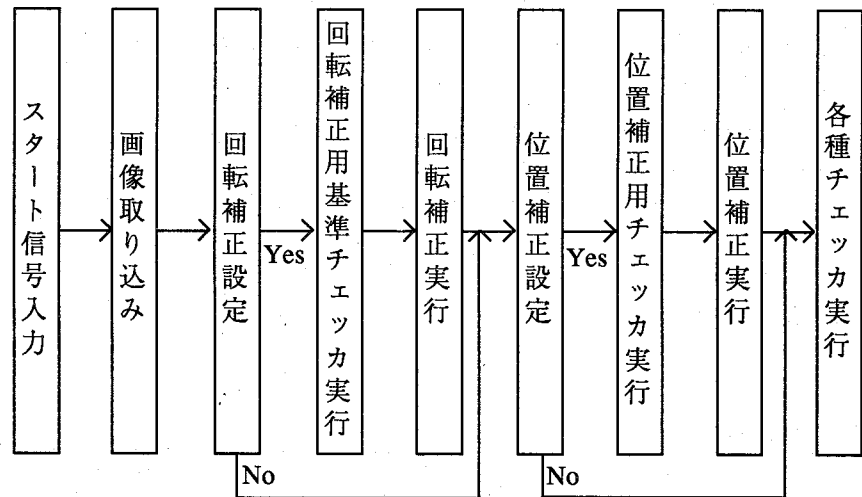 スタート信号入力
画像取り込み
回転補正設定
Yes
No
回転補正用基準チェッカ実行
回転補正実行
位置補正設定
Yes
No
位置補正用チェッカ実行
位置補正実行
各種チェッカ実行